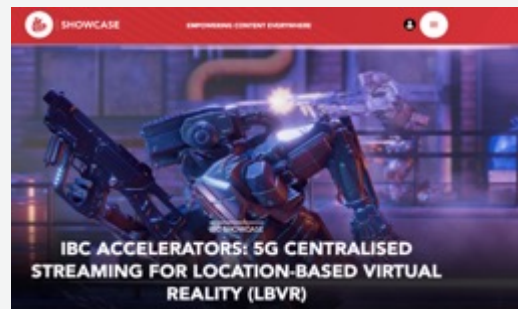 SHOWCASE
EMPOWERING CONTENT EVERYWHERE
IBC SHOWCASE
IBC ACCELERATORS: 5G CENTRALISED
STREAMING FOR LOCATION-BASED VIRTUAL
REALITY (LBVR)